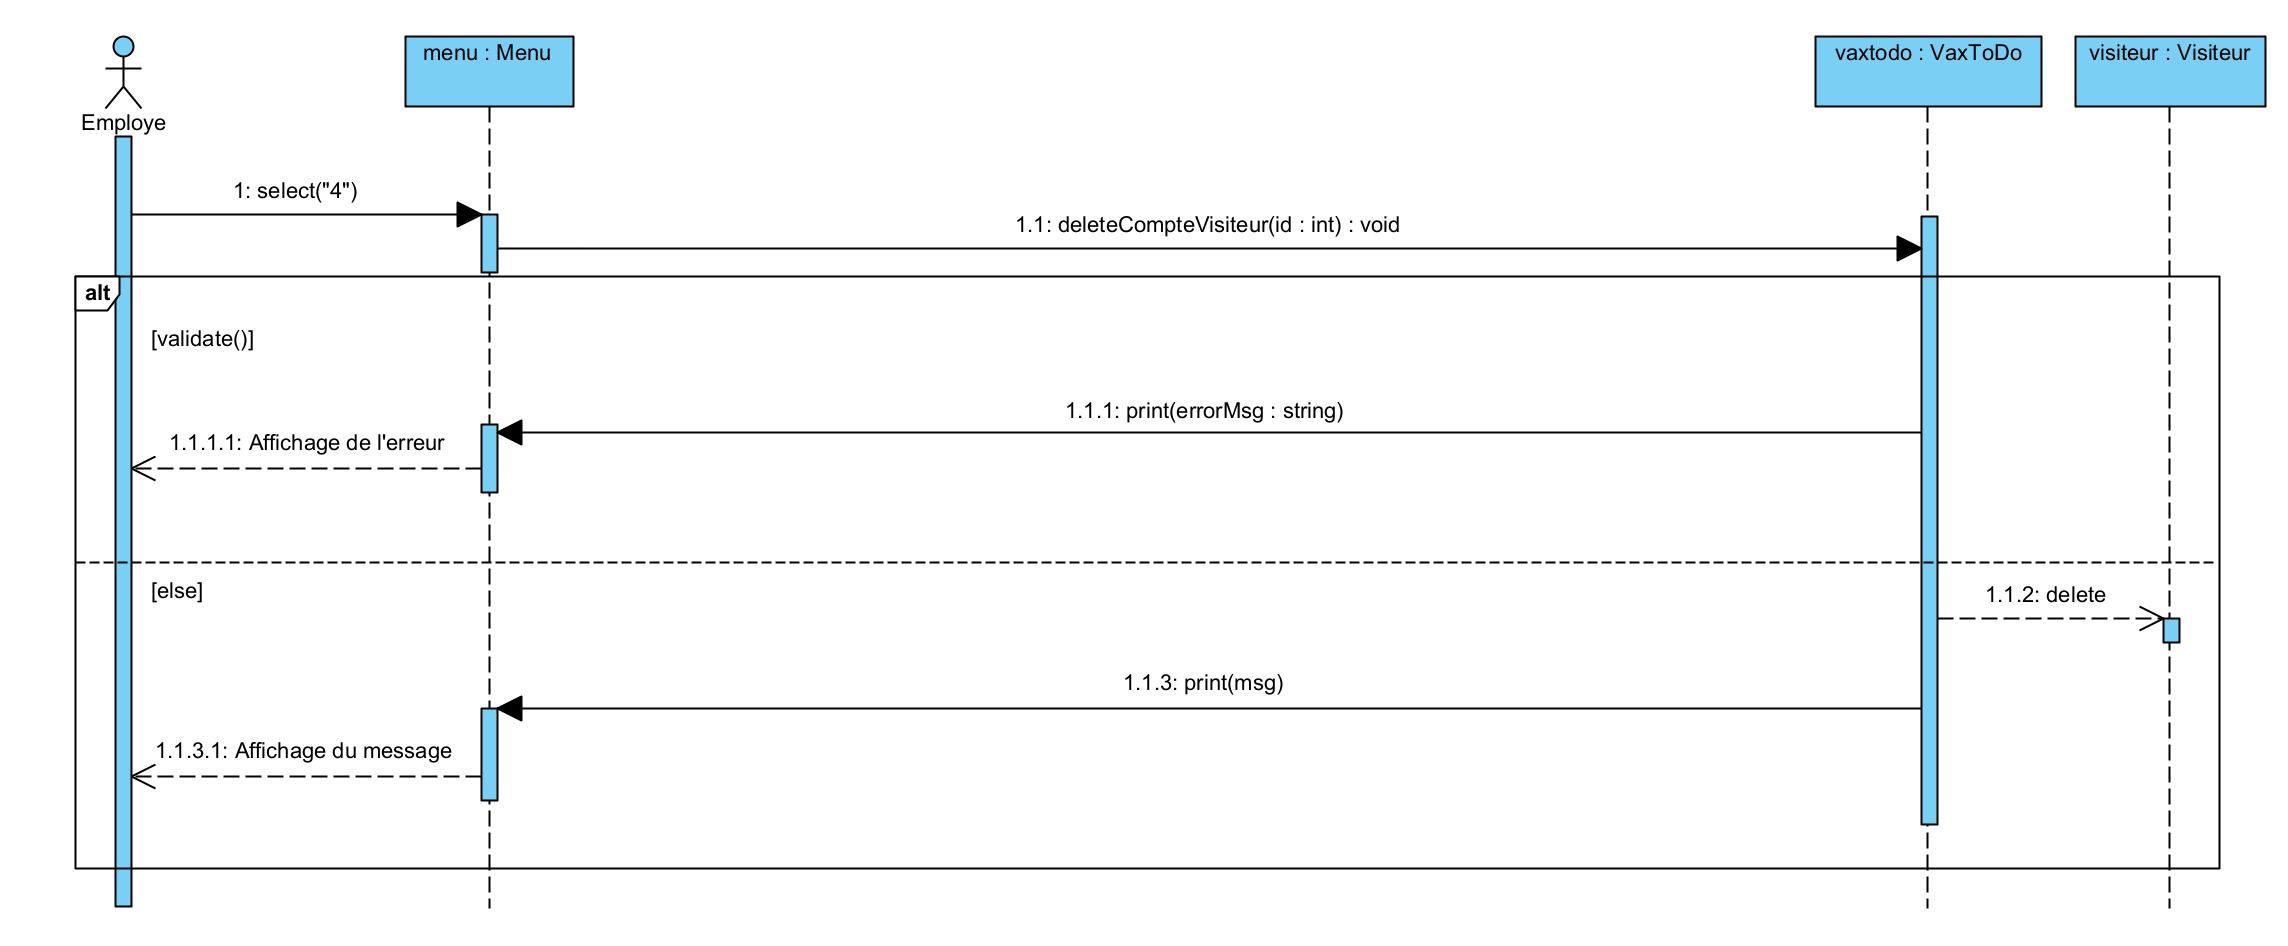 menu : Menu
vaxtodo : VaxToDo
visiteur : Visiteur
Employe
1: select("4")
1.1: deleteCompteVisiteur(id : int) : void
alt
[validate()]
1.1.1: print(errorMsg : string)
1.1.1.1: Affichage de l'erreur
[else]
1.1.2: delete
1.1.3: print(msg)
1.1.3.1: Affichage du message